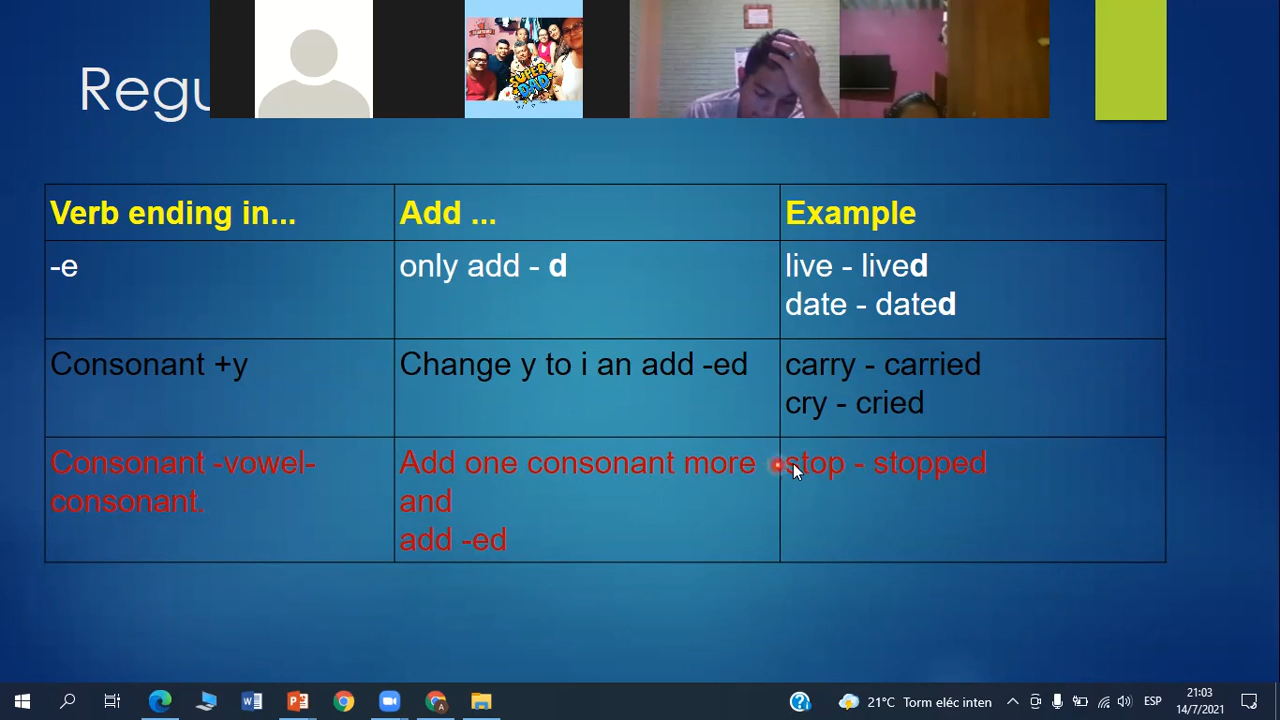 Regu
SUPER
DAD
Verb ending in...
Add ...
Example
-e
only add - d
live - lived
date - dated
Consonant +y
Change y to i an add -ed
carry - carried
cry - cried
Consonant -vowel-
consonant.
Add one consonant more
and
add -ed
stop - stopped
21°C Torm eléc inten
ESP
21:03
14/7/2021